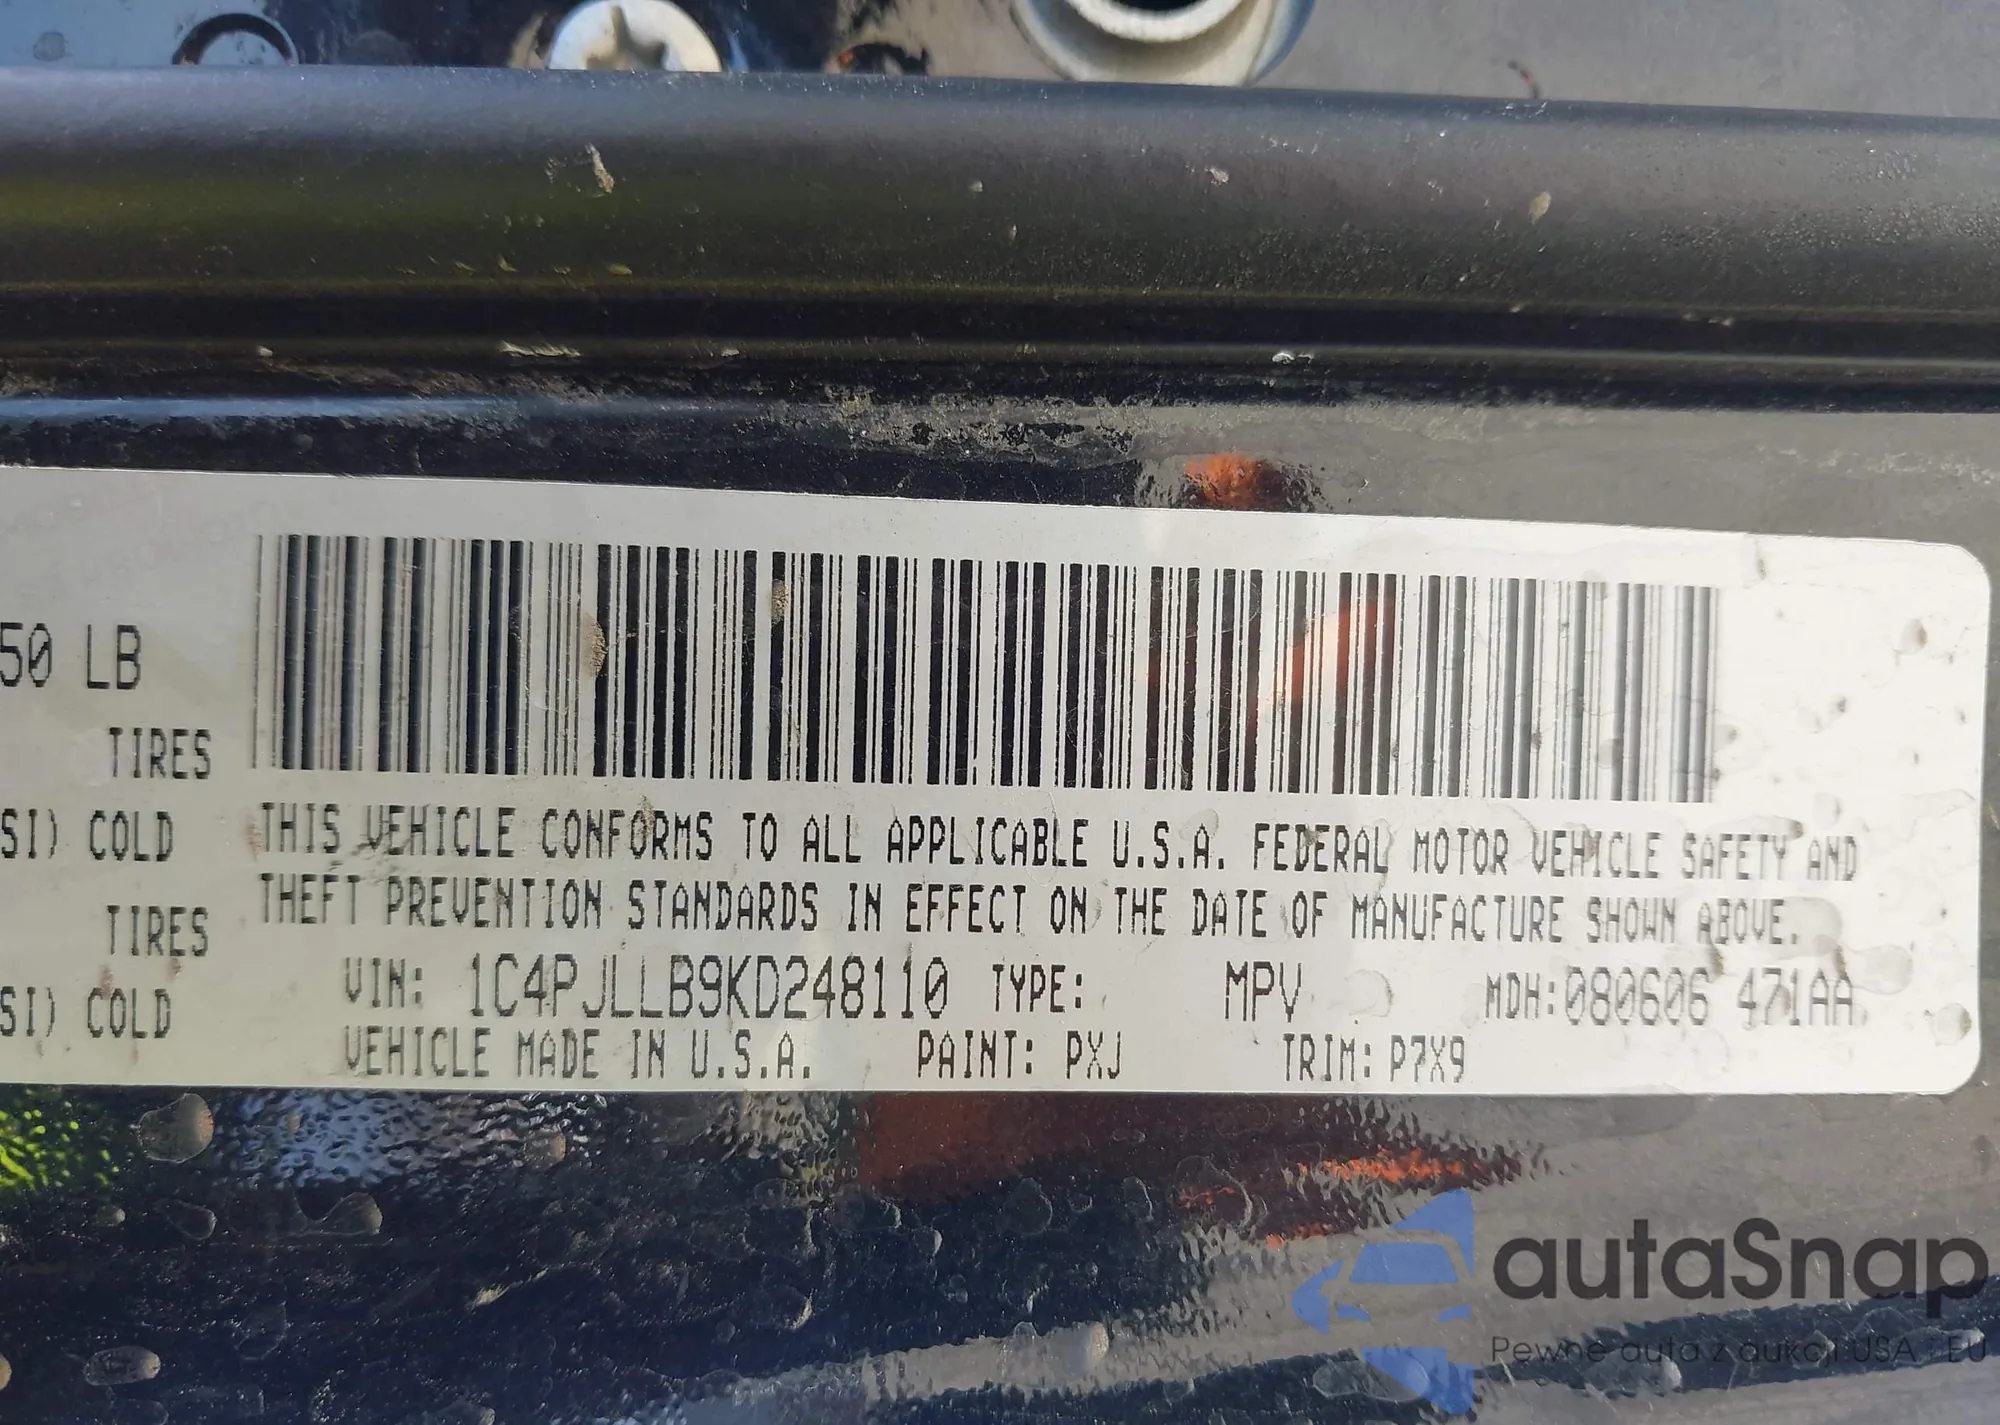 50 LB
TIRES
SI) COLD
TIRES
SI) COLD
THIS VEHICLE CONFORMS TO ALL APPLICABLE U.S.A. FEDERAL MOTOR VEHICLE SAFETY AND
THEFT PREVENTION STANDARDS IN EFFECT ON THE DATE OF MANUFACTURE SHOWN ABOVE.
VIN: 1C4PJLLB9KD248110 TYPE: MPV MDH:080606 471AA
VEHICLE MADE IN U.S.A. PAINT: PXJ TRIM: P7X9
autaSnap
Pewne auta z aukcji USA i EU